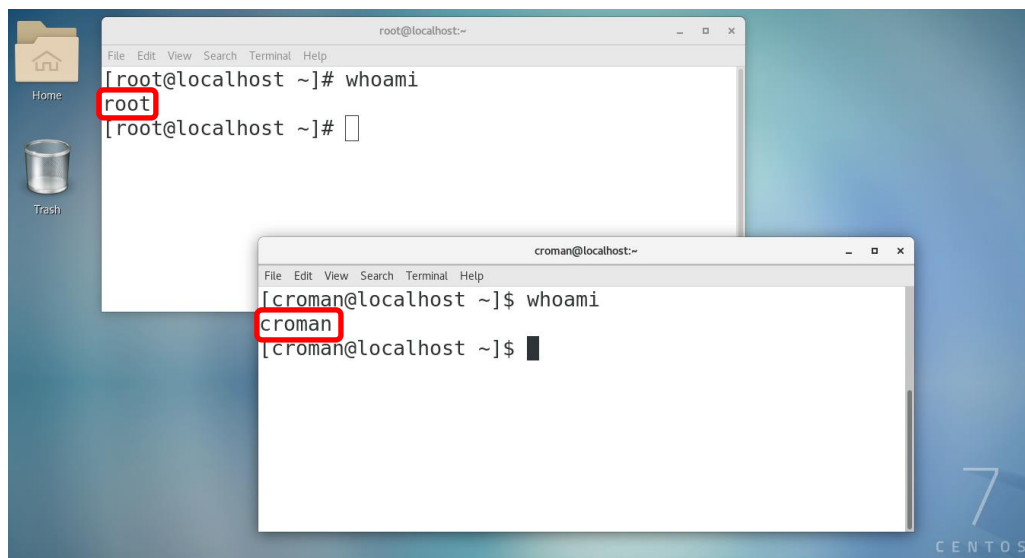 Home
Trash
root@localhost:~
File Edit View Search Terminal Help
[root@localhost ~]# whoami
root
[root@localhost ~]#
croman@localhost:~
File Edit View Search Terminal Help
[croman@localhost ~]$ whoami
croman
[croman@localhost ~]$
7
CENTOS